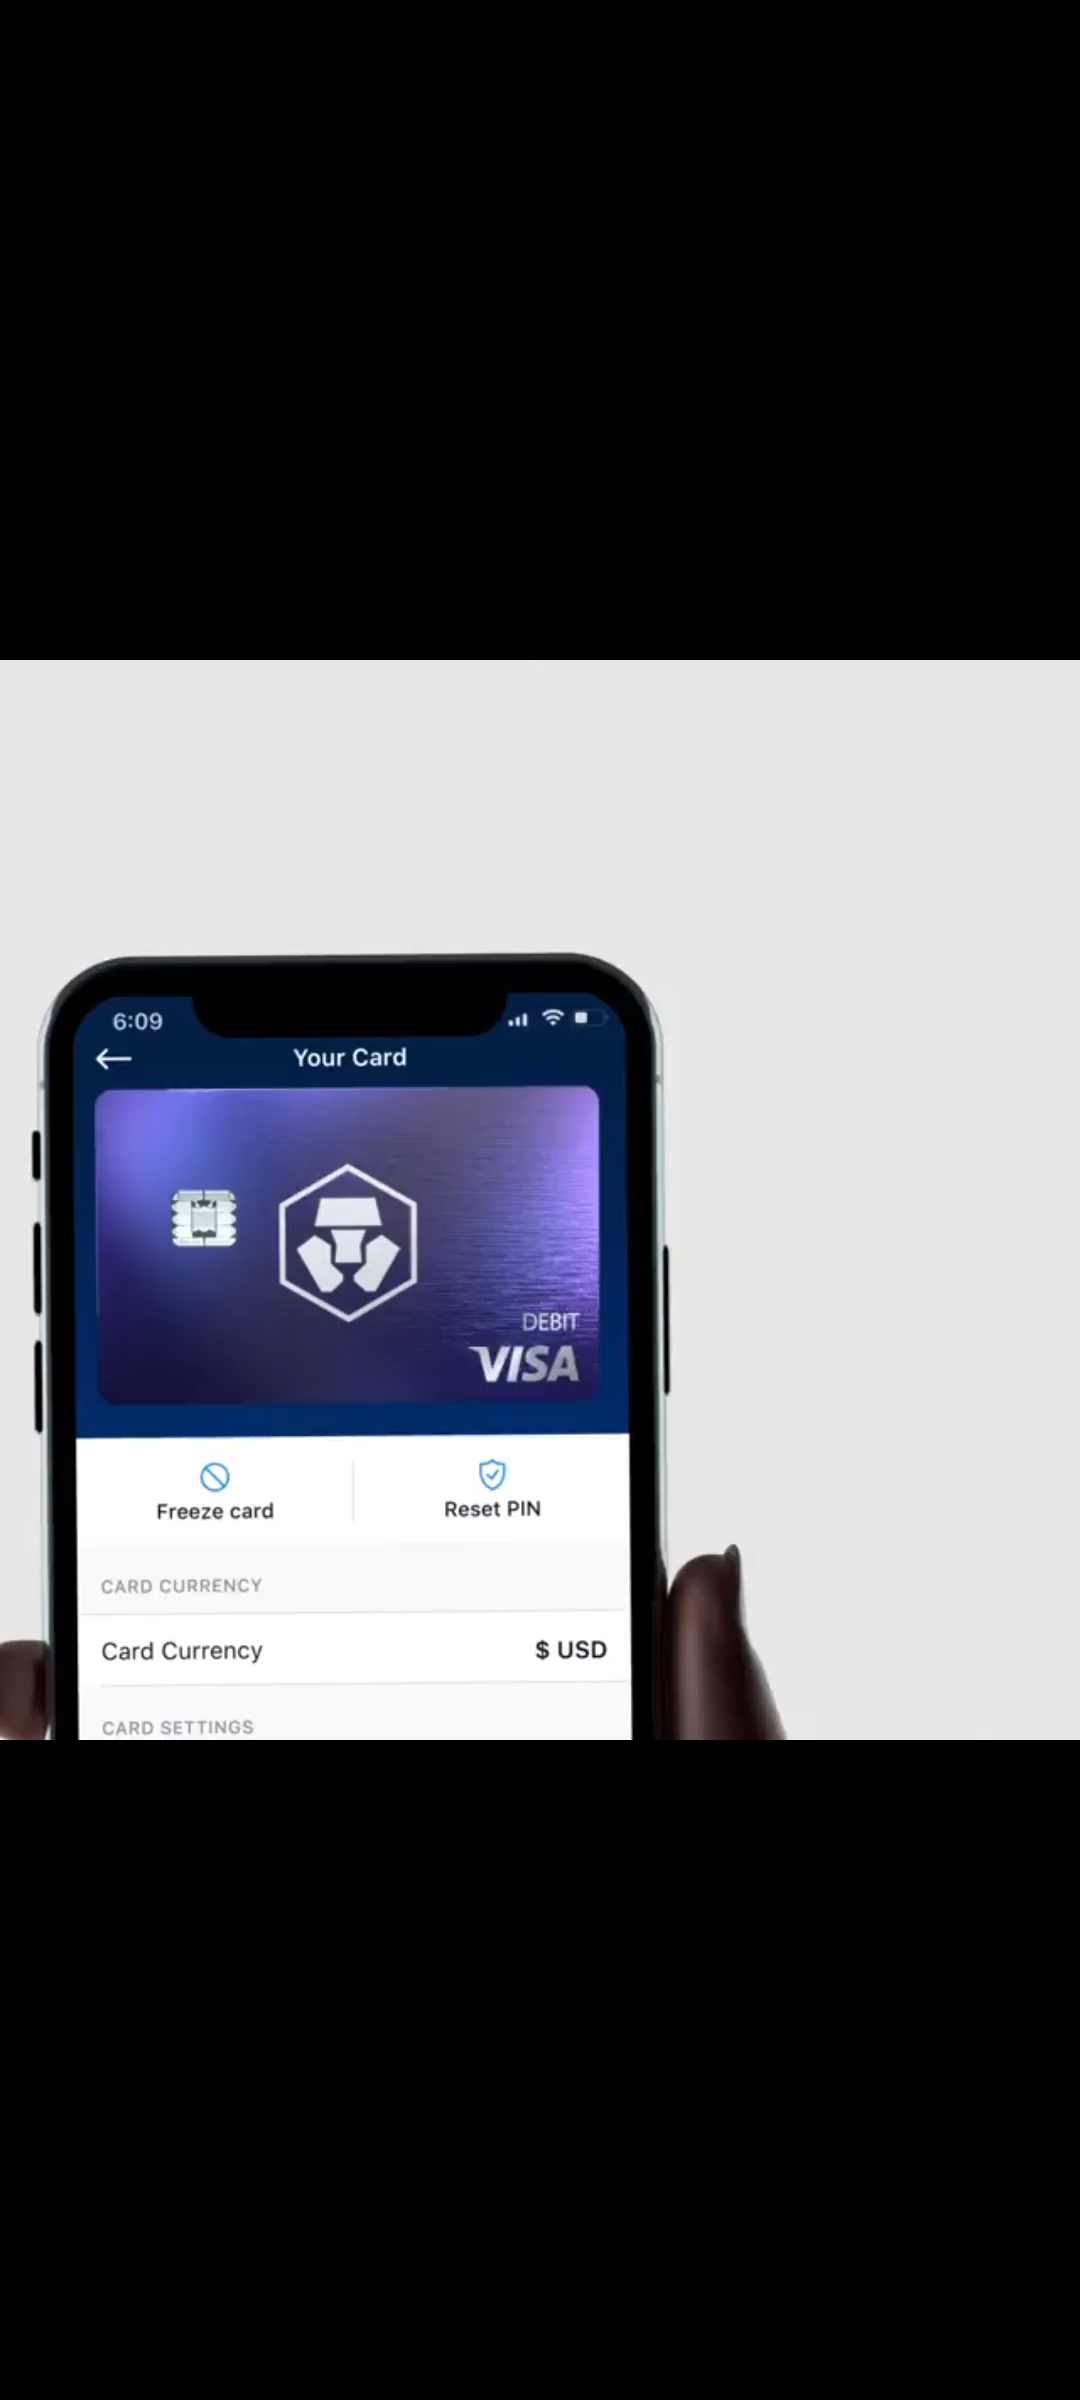 6:09
Your Card
DEBIT
VISA
Freeze card
Reset PIN
CARD CURRENCY
Card Currency
$ USD
CARD SETTINGS